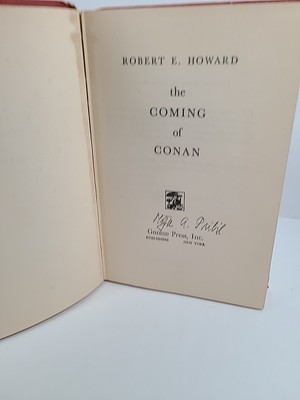 ROBERT E. HOWARD
the
COMING
of
CONAN
Gnome Press, Inc.
PUBLISHERS NEW YORK